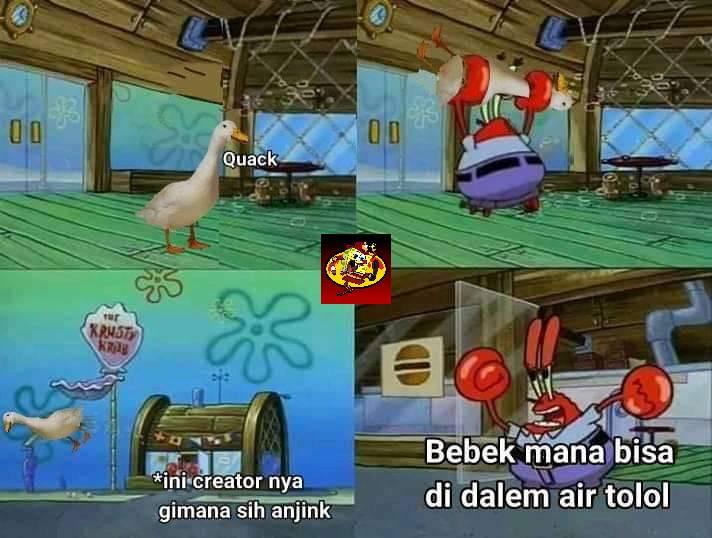 Quack
THE
KRUSTY
KRAB
*ini creator nya
gimana sih anjink
Bebek mana bisa
di dalem air tolol